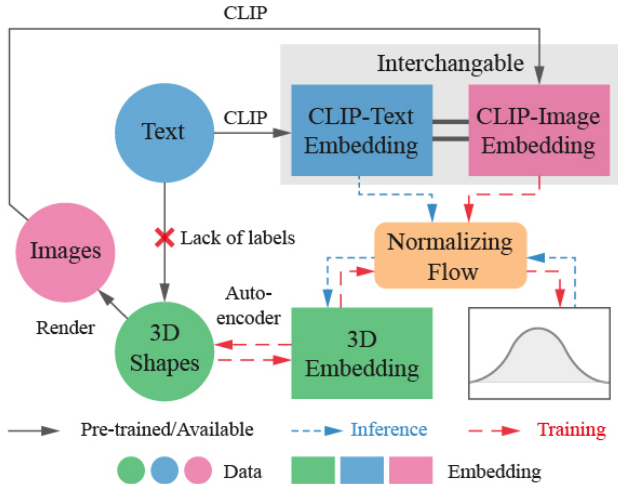 CLIP
Interchangable
Text
CLIP
CLIP-Text
Embedding
CLIP-Image
Embedding
Images
Lack of labels
Normalizing
Flow
Render
Auto-
encoder
3D
Shapes
3D
Embedding
Pre-trained/Available
Inference
Training
Data
Embedding